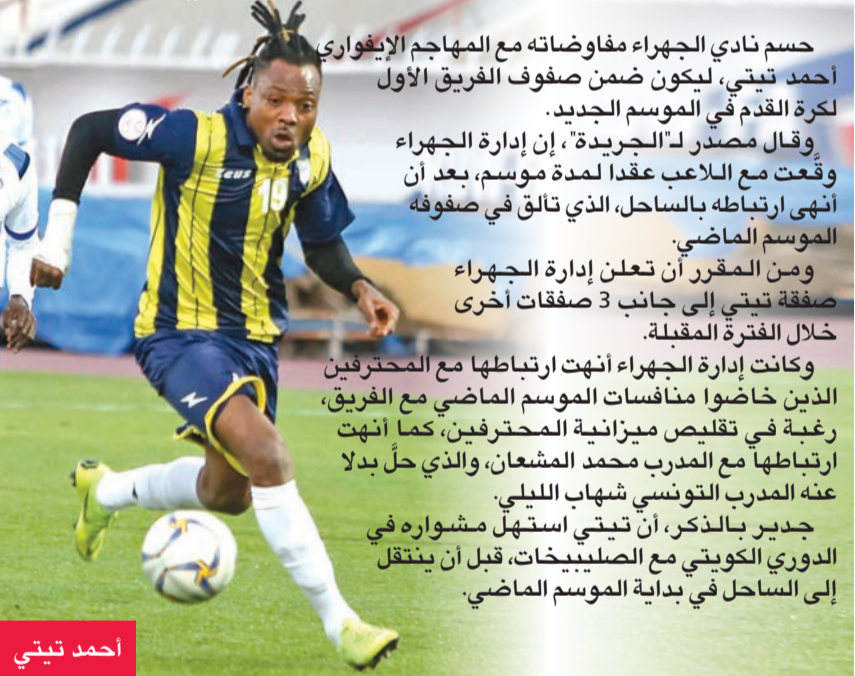 حسم نادي الجهراء مفاوضاته مع المهاجم الإيفواري
أحمد تيتي، ليكون ضمن صفوف الفريق الأول
لكرة القدم في الموسم الجديد.
وقال مصدر لـ"الجريدة"، إن إدارة الجهراء
وقَّعت مع اللاعب عقدا لمدة موسم، بعد أن
أنهى ارتباطه بالساحل، الذي تألق في صفوفه
الموسم الماضي.
ومن المقرر أن تعلن إدارة الجهراء
صفقة تيتي إلى جانب 3 صفقات أخرى
خلال الفترة المقبلة.
وكانت إدارة الجهراء أنهت ارتباطها مع المحترفين
الذين خاضوا منافسات الموسم الماضي مع الفريق،
رغبة في تقليص ميزانية المحترفين، كما أنهت
ارتباطها مع المدرب محمد المشعان، والذي حلَّ بدلا
عنه المدرب التونسي شهاب الليلي.
جدير بالذكر، أن تيتي استهل مشواره في
الدوري الكويتي مع الصليبيخات، قبل أن ينتقل
إلى الساحل في بداية الموسم الماضي.
zeus
19
أحمد تيتي